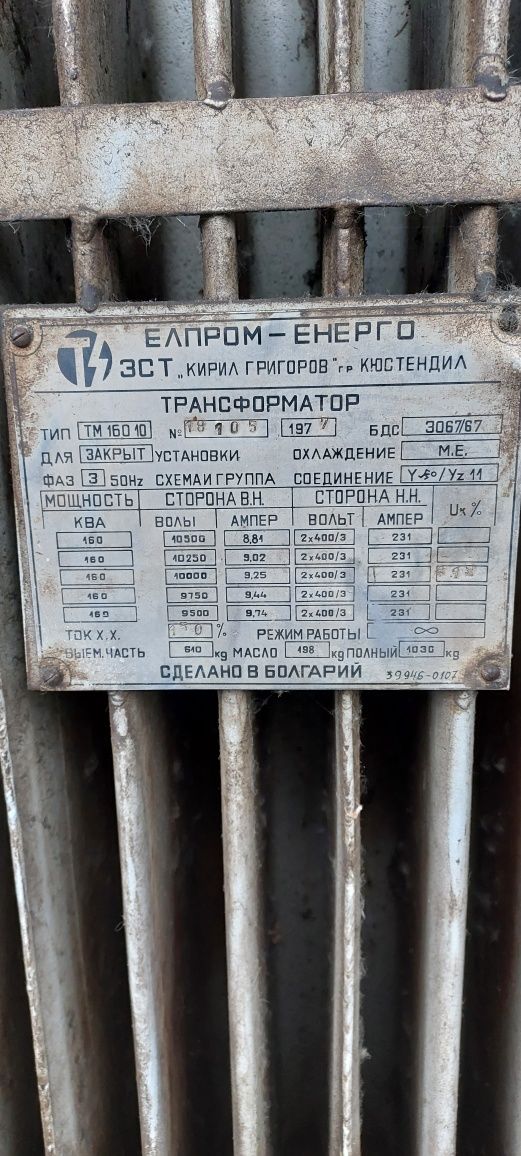 ЕЛПРОМ-ЕНЕРГО
ЗСТ „КИРИЛ ГРИГОРОВ" гр. КЮСТЕНДИЛ
ТРАНСФОРМАТОР
ТИП ТМ 160 10 № 105 1977 БДС 3067/67
ДЛЯ ЗАКРЫТ УСТАНОВКИ ОХЛАЖДЕНИЕ М.Е.
ФАЗ 3 50Hz СХЕМА И ГРУППА СОЕДИНЕНИЕ /Yz 11
МОЩНОСТЬ СТОРОНА В.Н. СТОРОНА Н.Н. Uк %
КВА ВОЛЬТ АМПЕР ВОЛЬТ АМПЕР
160 10500 8,81 2x400/3 231
160 10250 9,02 2x400/3 231
160 10000 9,25 2x400/3 231
160 9750 9,44 2x400/3 231
160 9500 9,74 2x400/3 231
ТОК Х.Х. % РЕЖИМ РАБОТЫ ∞
ВЫЕМ. ЧАСТЬ 610 kg МАСЛО 198 kg ПОЛНЫЙ 1030 kg
СДЕЛАНО В БОЛГАРИЙ 39946-0107